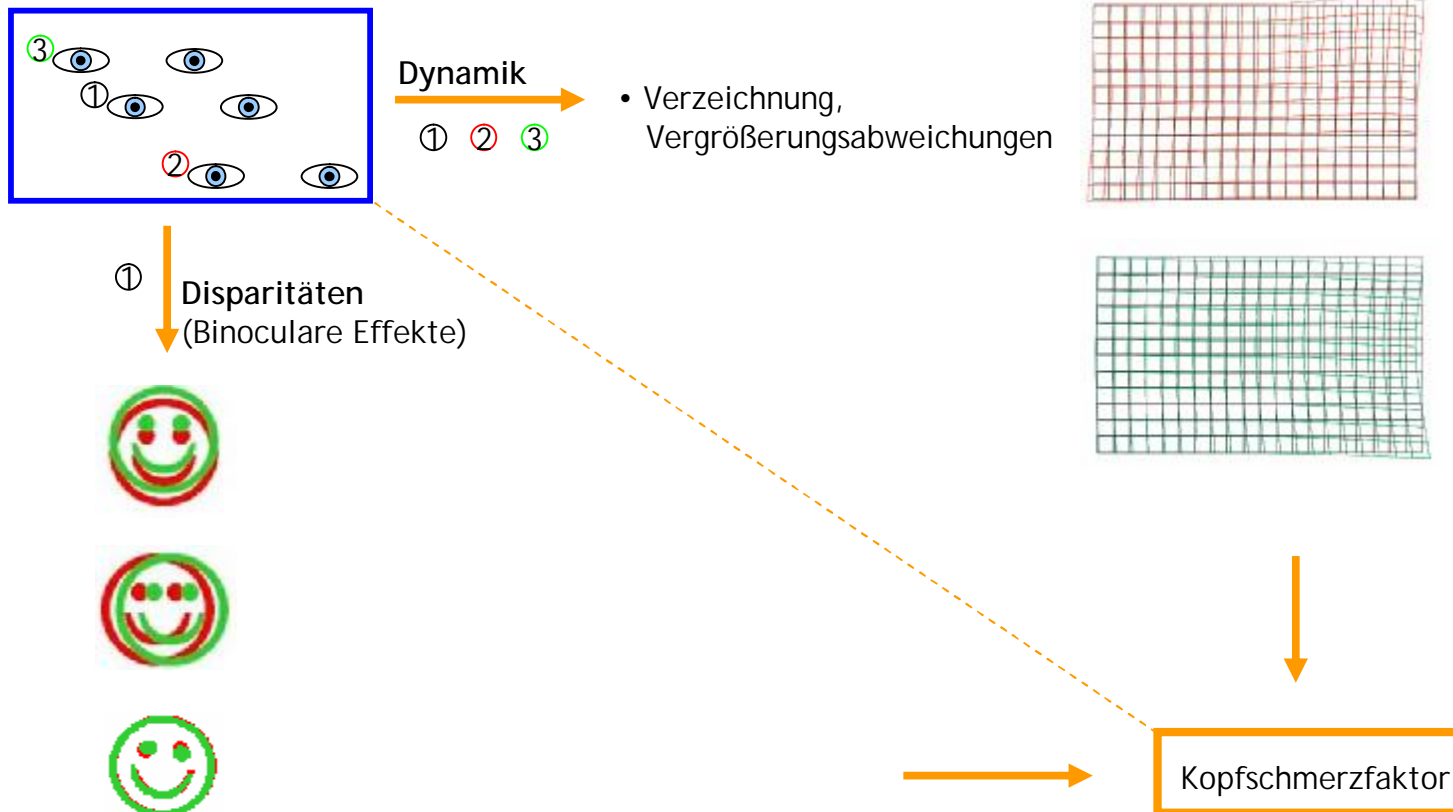 ③
①
②
Dynamik
① ② ③
• Verzeichnung,
Vergrößerungsabweichungen
①
Disparitäten
(Binoculare Effekte)
Kopfschmerzfaktor